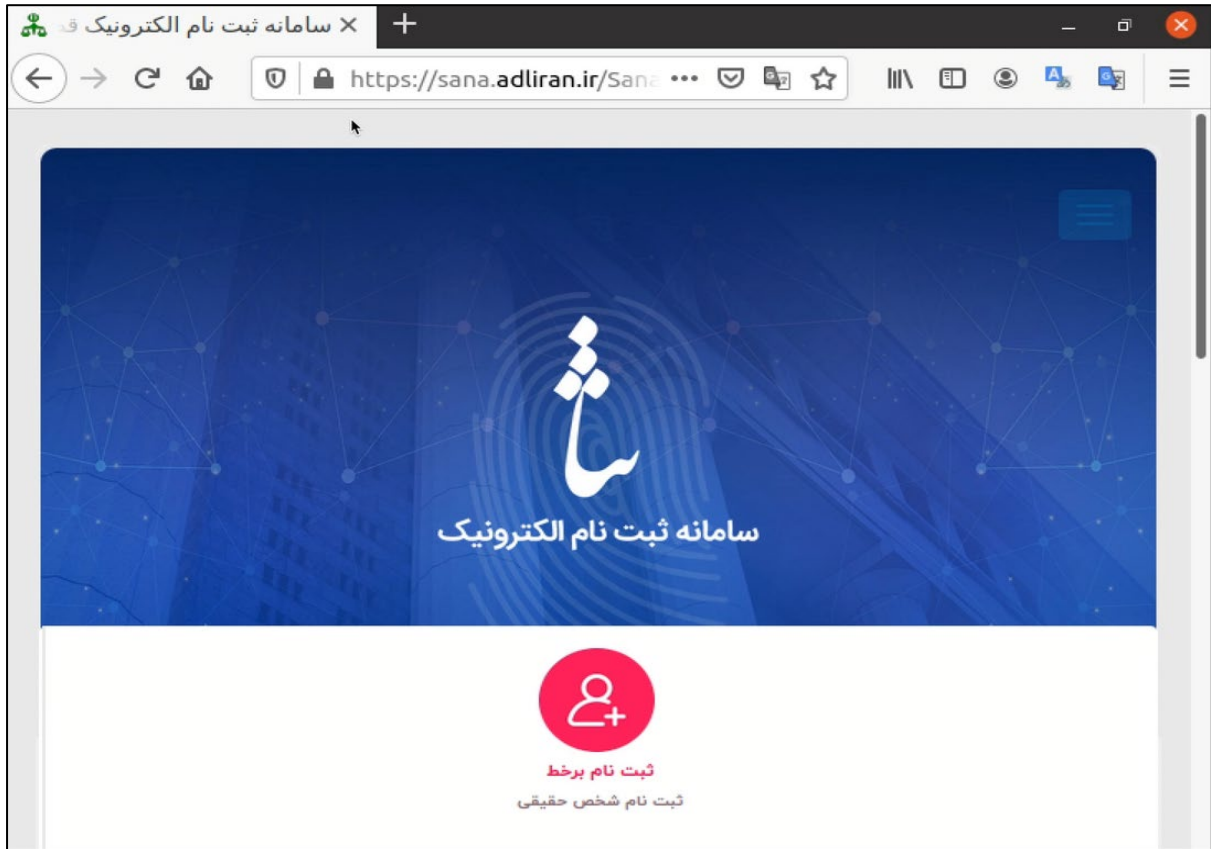 سامانه ثبت نام الکترونیک
https://sana.adliran.ir/Sana
ثنا
سامانه ثبت نام الکترونیک
ثبت نام برخط
ثبت نام شخص حقیقی